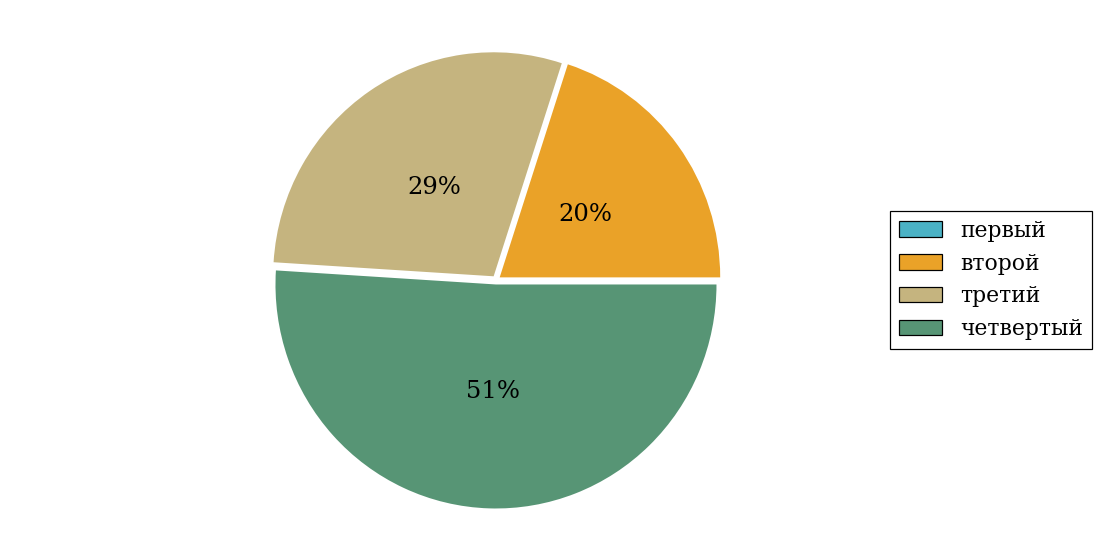 29%
20%
51%
первый
второй
третий
четвертый